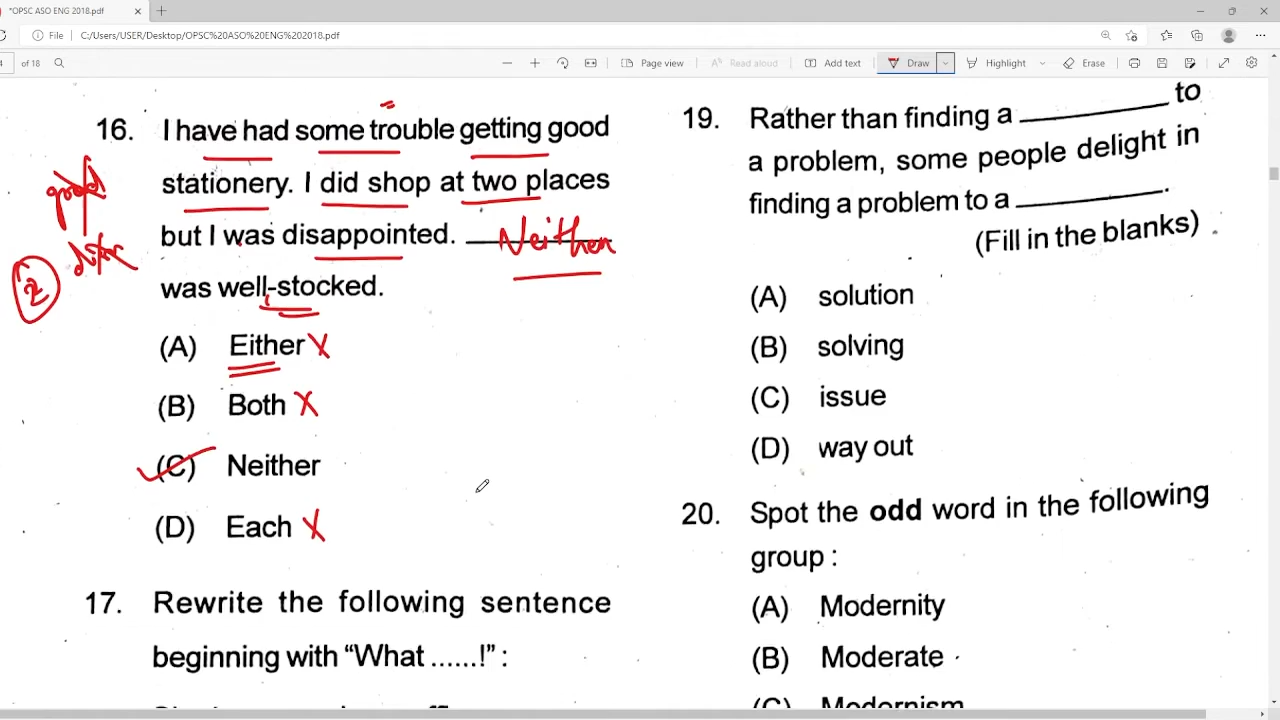 *OPSC ASO ENG 2018.pdf
File C:/Users/USER/Desktop/OPSC%20ASO%20ENG%202018.pdf
of 18 Page view Read aloud Add text Draw Highlight Erase
16. I have had some trouble getting good
stationery. I did shop at two places
but I was disappointed. Neither
was well-stocked.
2
(A) Either X
(B) Both X
(C) Neither
(D) Each X
17. Rewrite the following sentence
beginning with “What ......!” :
19. Rather than finding a __________ to
a problem, some people delight in
finding a problem to a __________.
(Fill in the blanks)
(A) solution
(B) solving
(C) issue
(D) way out
20. Spot the odd word in the following
group :
(A) Modernity
(B) Moderate
(C) Modernism